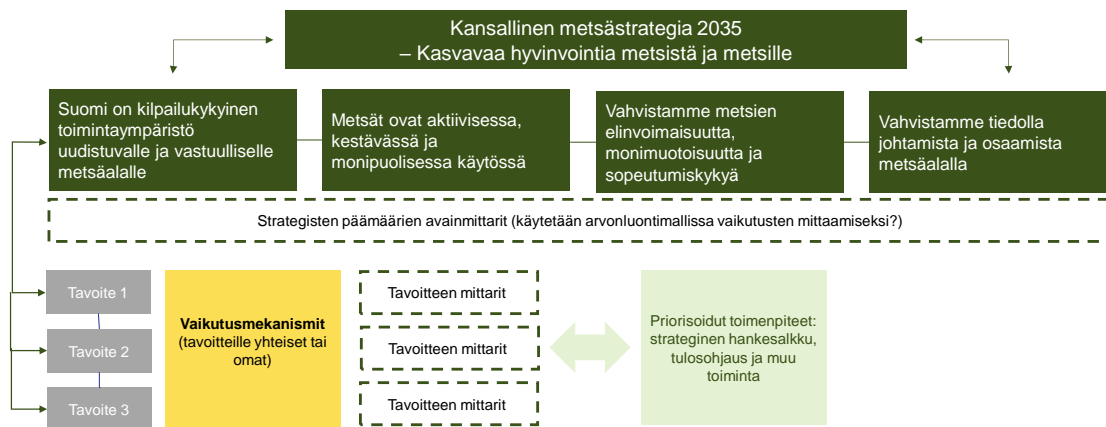 Kansallinen metsästrategia 2035
– Kasvavaa hyvinvointia metsistä ja metsille
Suomi on kilpailukykyinen
toimintaympäristö
uudistuvalle ja vastuulliselle
metsäalalle
Metsät ovat aktiivisessa,
kestävässä ja
monipuolisessa käytössä
Vahvistamme metsien
elinvoimaisuutta,
monimuotoisuutta ja
sopeutumiskykyä
Vahvistamme tiedolla
johtamista ja osaamista
metsäalalla
Strategisten päämäärien avainmittarit (käytetään arvonluontimallissa vaikutusten mittaamiseksi?)
Tavoite 1
Tavoite 2
Tavoite 3
Vaikutusmekanismit
(tavoitteille yhteiset tai
omat)
Tavoitteen mittarit
Tavoitteen mittarit
Tavoitteen mittarit
Priorisoidut toimenpiteet:
strateginen hankesalkku,
tulosohjaus ja muu
toiminta